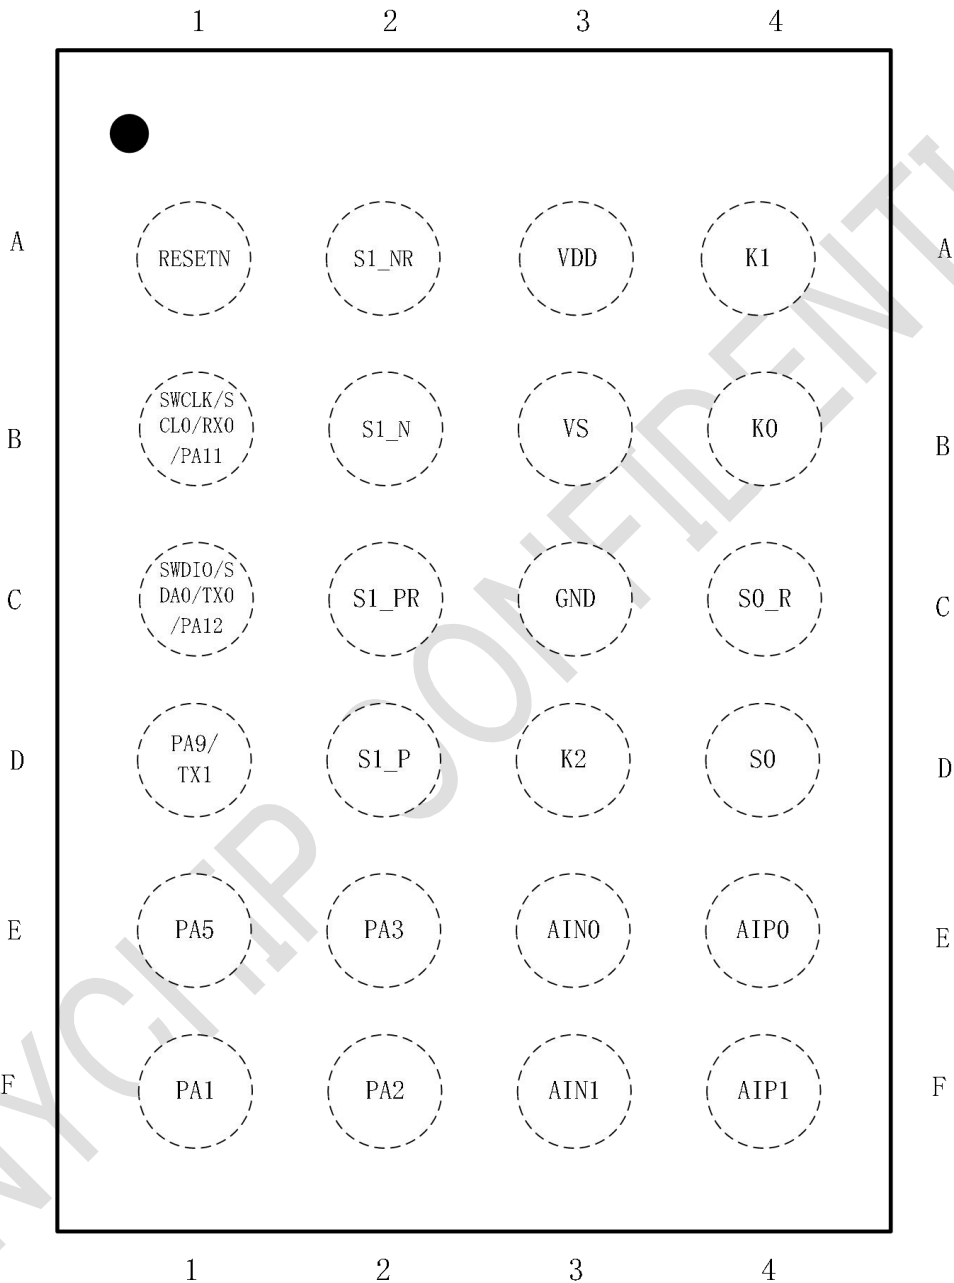 1 2 3 4
A RESETN S1_NR VDD K1 A
SWCLK/S
CL0/RX0
/PA11
B S1_N VS K0 B
SWDIO/S
DA0/TX0
/PA12
C S1_PR GND S0_R C
PA9/
TX1
D S1_P K2 S0 D
E PA5 PA3 AIN0 AIP0 E
F PA1 PA2 AIN1 AIP1 F
1 2 3 4
NYCHIP CONFIDENTI